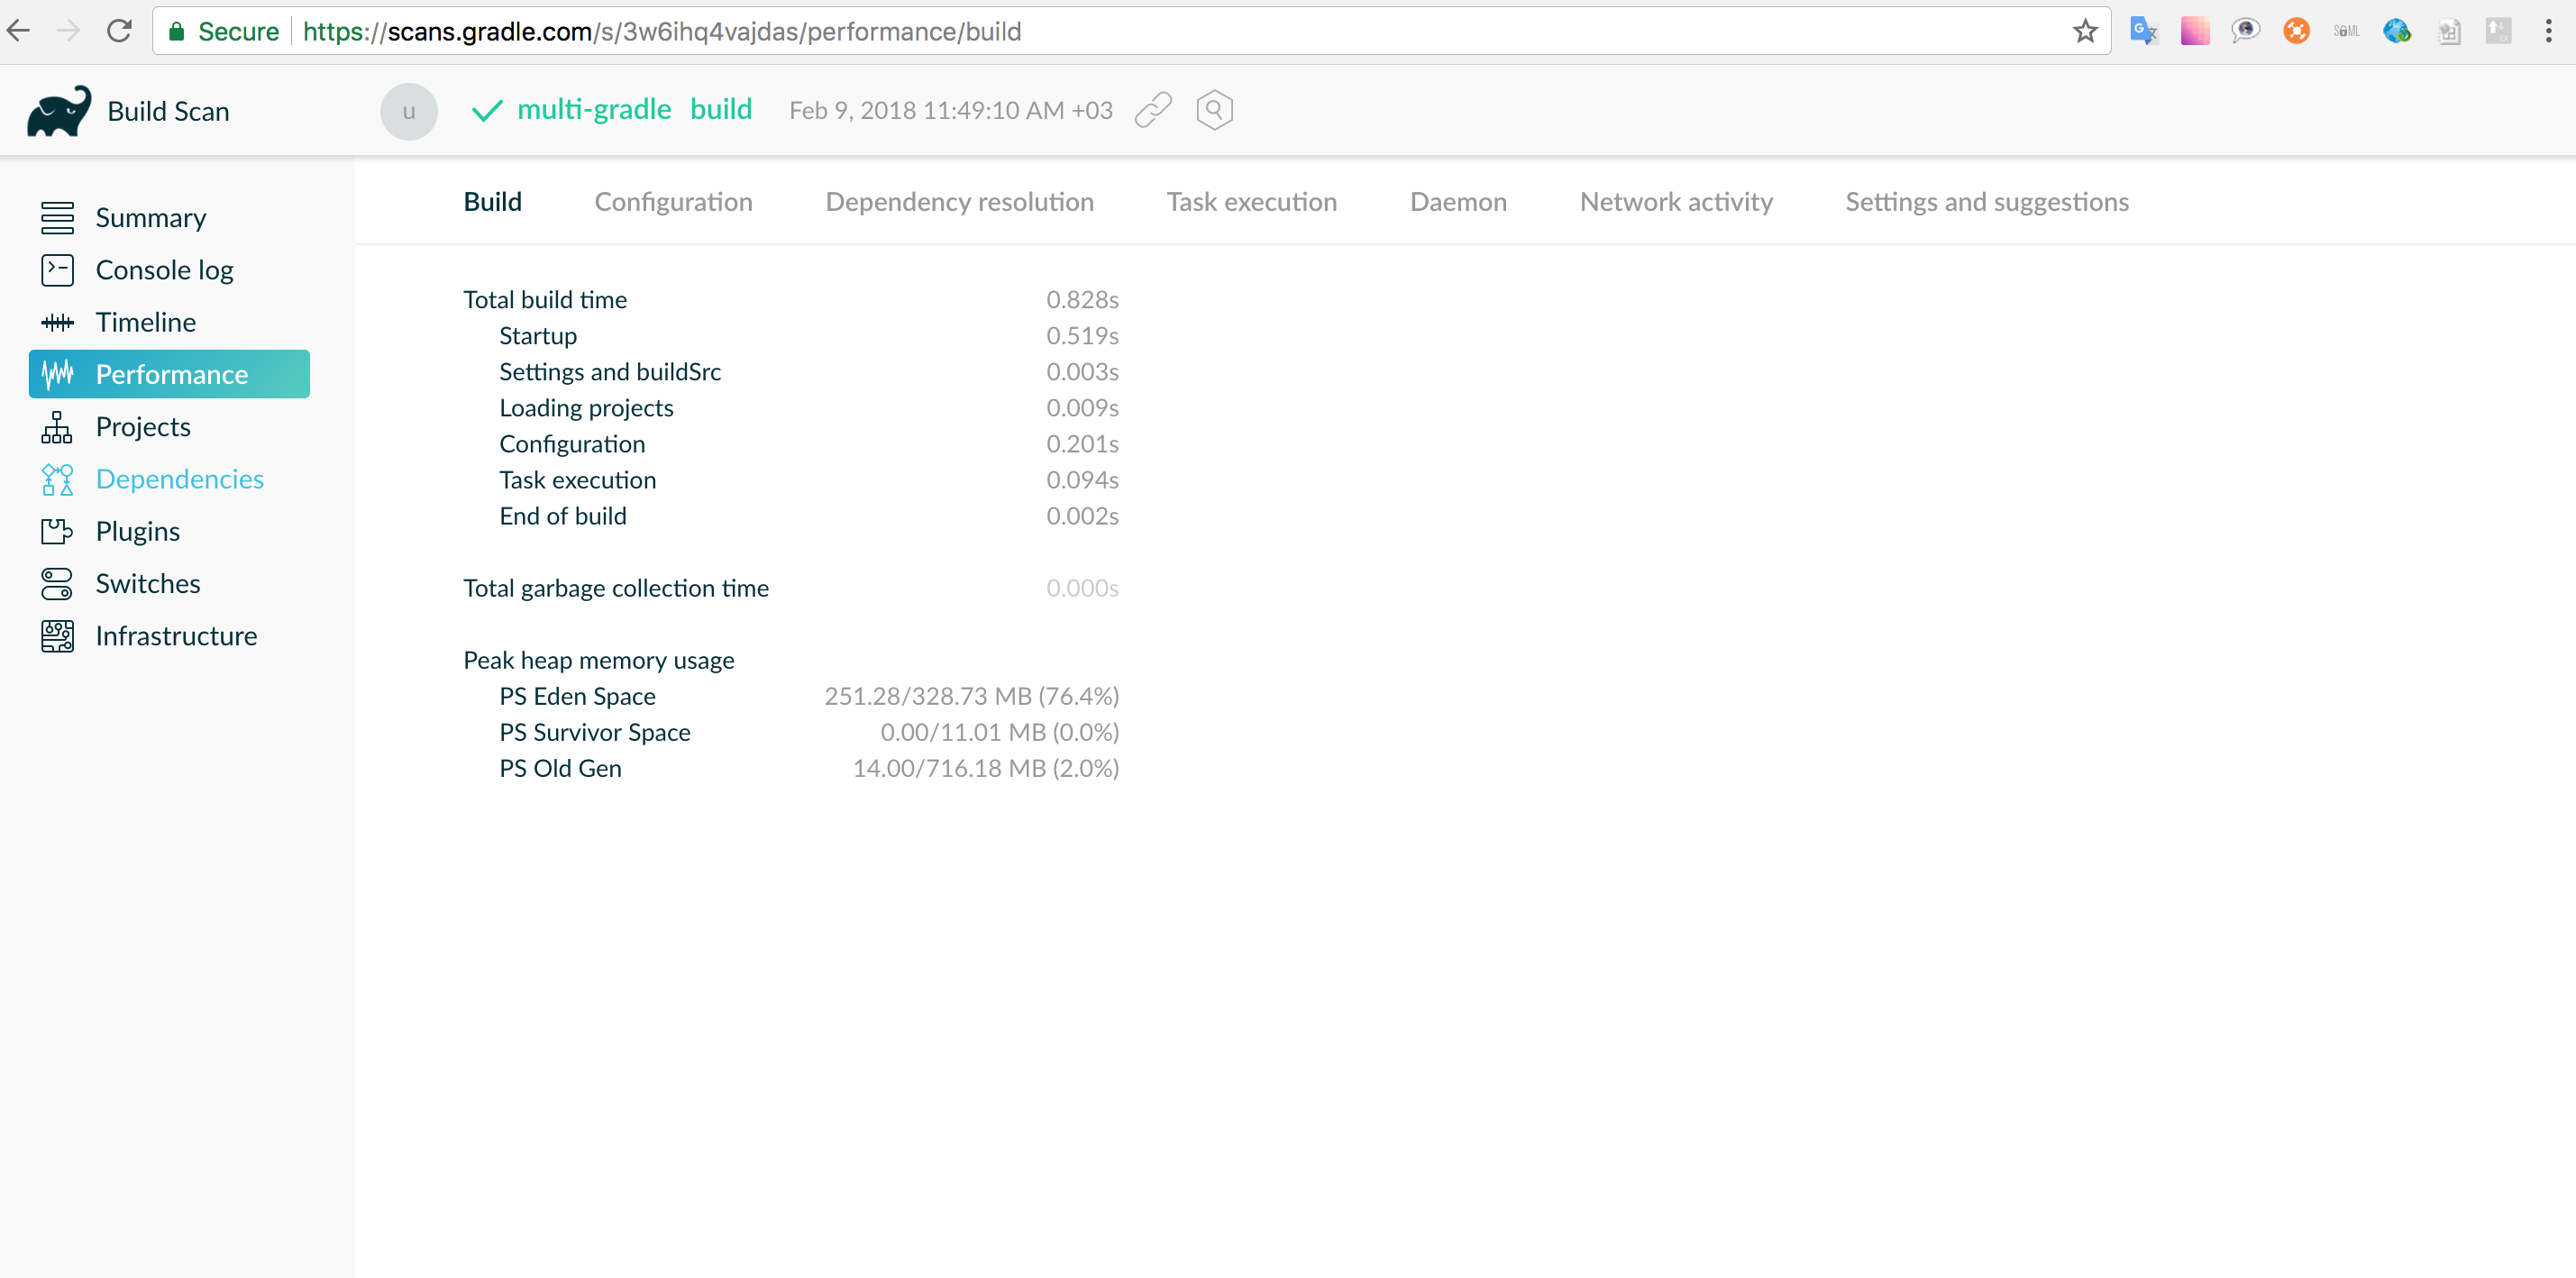 Secure https://scans.gradle.com/s/3w6ihq4vajdas/performance/build
Build Scan u multi-gradle build Feb 9, 2018 11:49:10 AM +03
Build Configuration Dependency resolution Task execution Daemon Network activity Settings and suggestions
Summary
Console log
Timeline
Performance
Projects
Dependencies
Plugins
Switches
Infrastructure
Total build time 0.828s
Startup 0.519s
Settings and buildSrc 0.003s
Loading projects 0.009s
Configuration 0.201s
Task execution 0.094s
End of build 0.002s
Total garbage collection time 0.000s
Peak heap memory usage
PS Eden Space 251.28/328.73 MB (76.4%)
PS Survivor Space 0.00/11.01 MB (0.0%)
PS Old Gen 14.00/716.18 MB (2.0%)